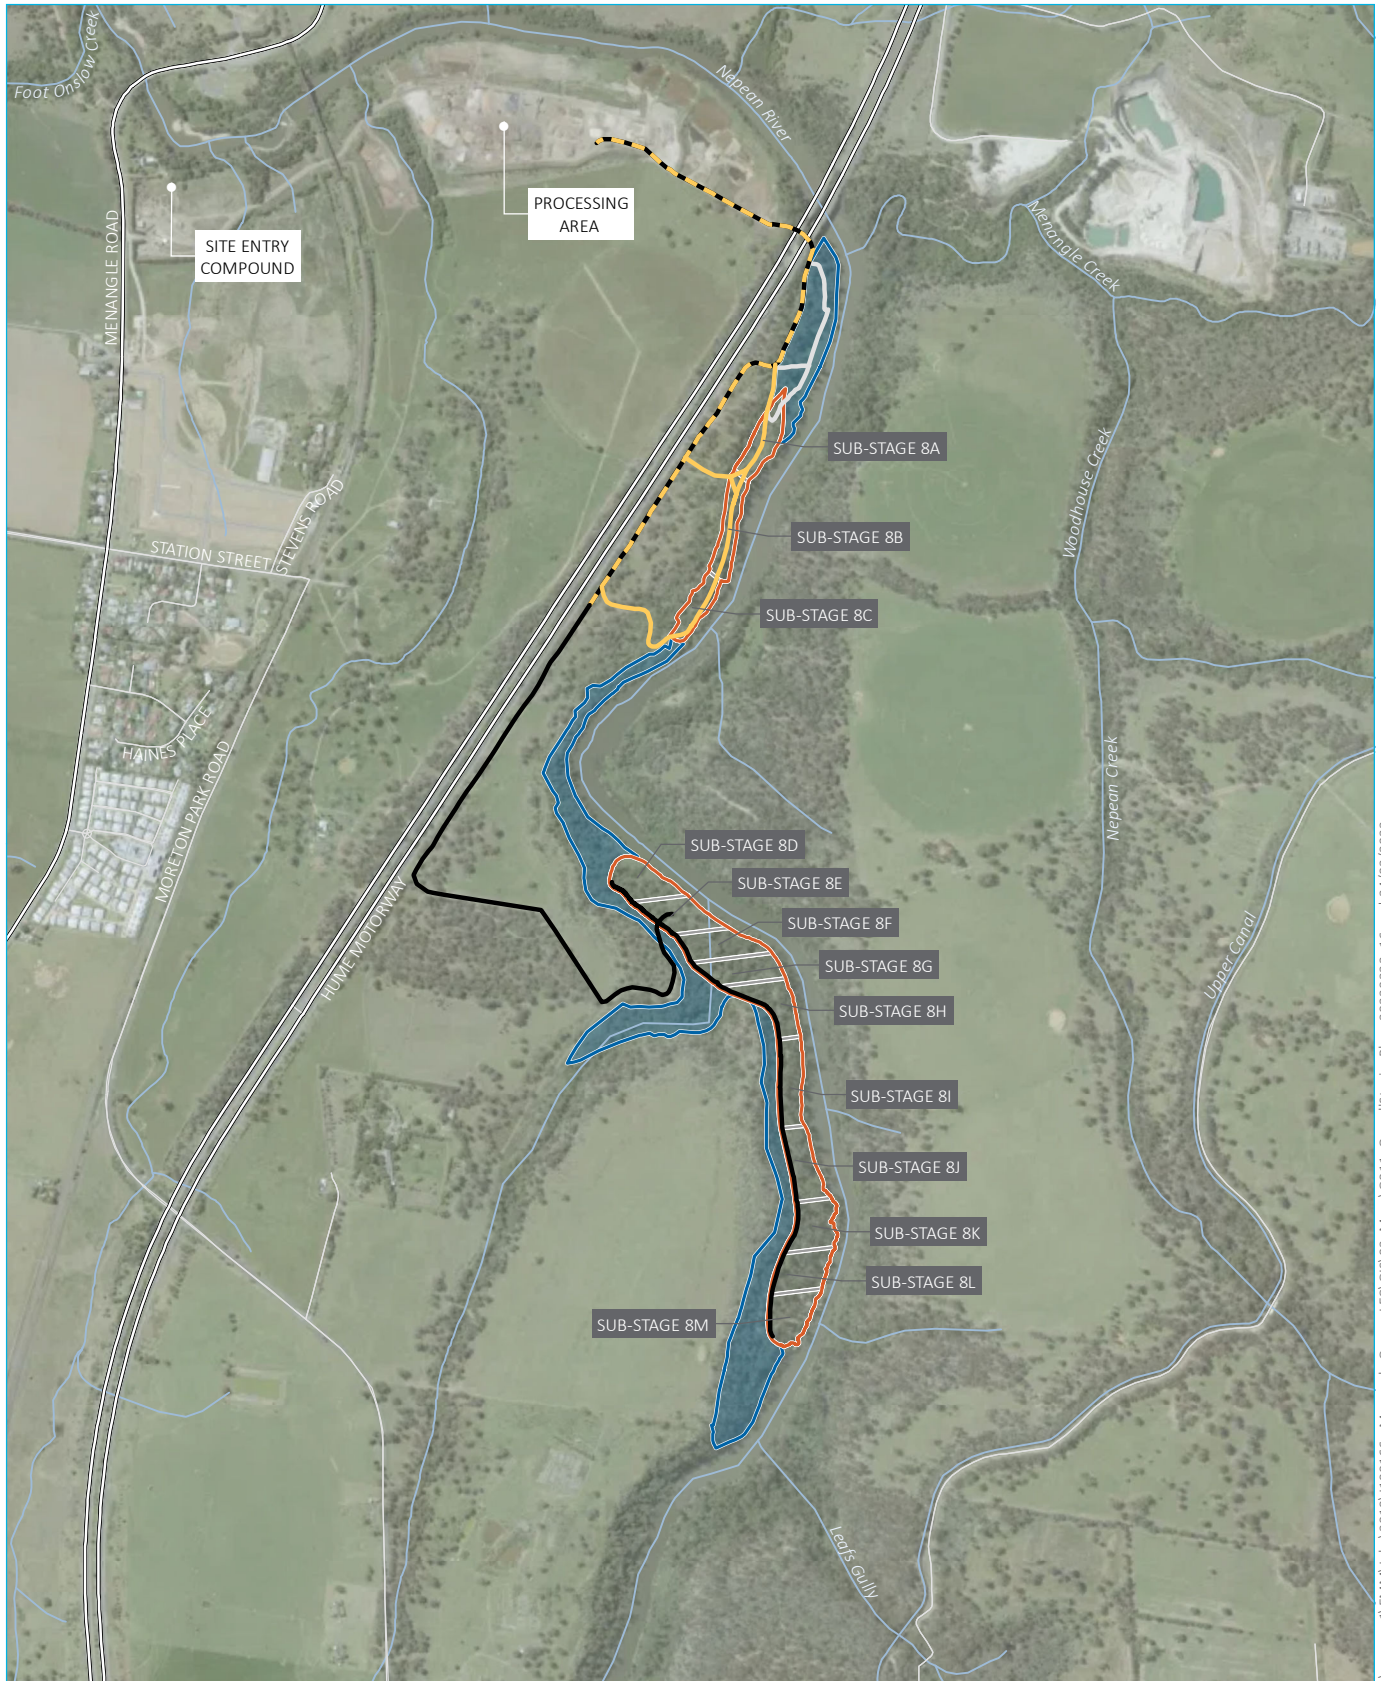 Foot Onslow Creek
Nepean River
PROCESSING
AREA
SITE ENTRY
COMPOUND
MENANGLE ROAD
Menangle Creek
SUB-STAGE 8A
Woodhouse Creek
STEVENS ROAD
STATION STREET
SUB-STAGE 8B
SUB-STAGE 8C
HAINES PLACE
MORETON PARK ROAD
Nepean Creek
SUB-STAGE 8D
SUB-STAGE 8E
SUB-STAGE 8F
HUME MOTORWAY
Upper Canal
SUB-STAGE 8G
SUB-STAGE 8H
SUB-STAGE 8I
SUB-STAGE 8J
SUB-STAGE 8K
SUB-STAGE 8L
SUB-STAGE 8M
Leafs Gully